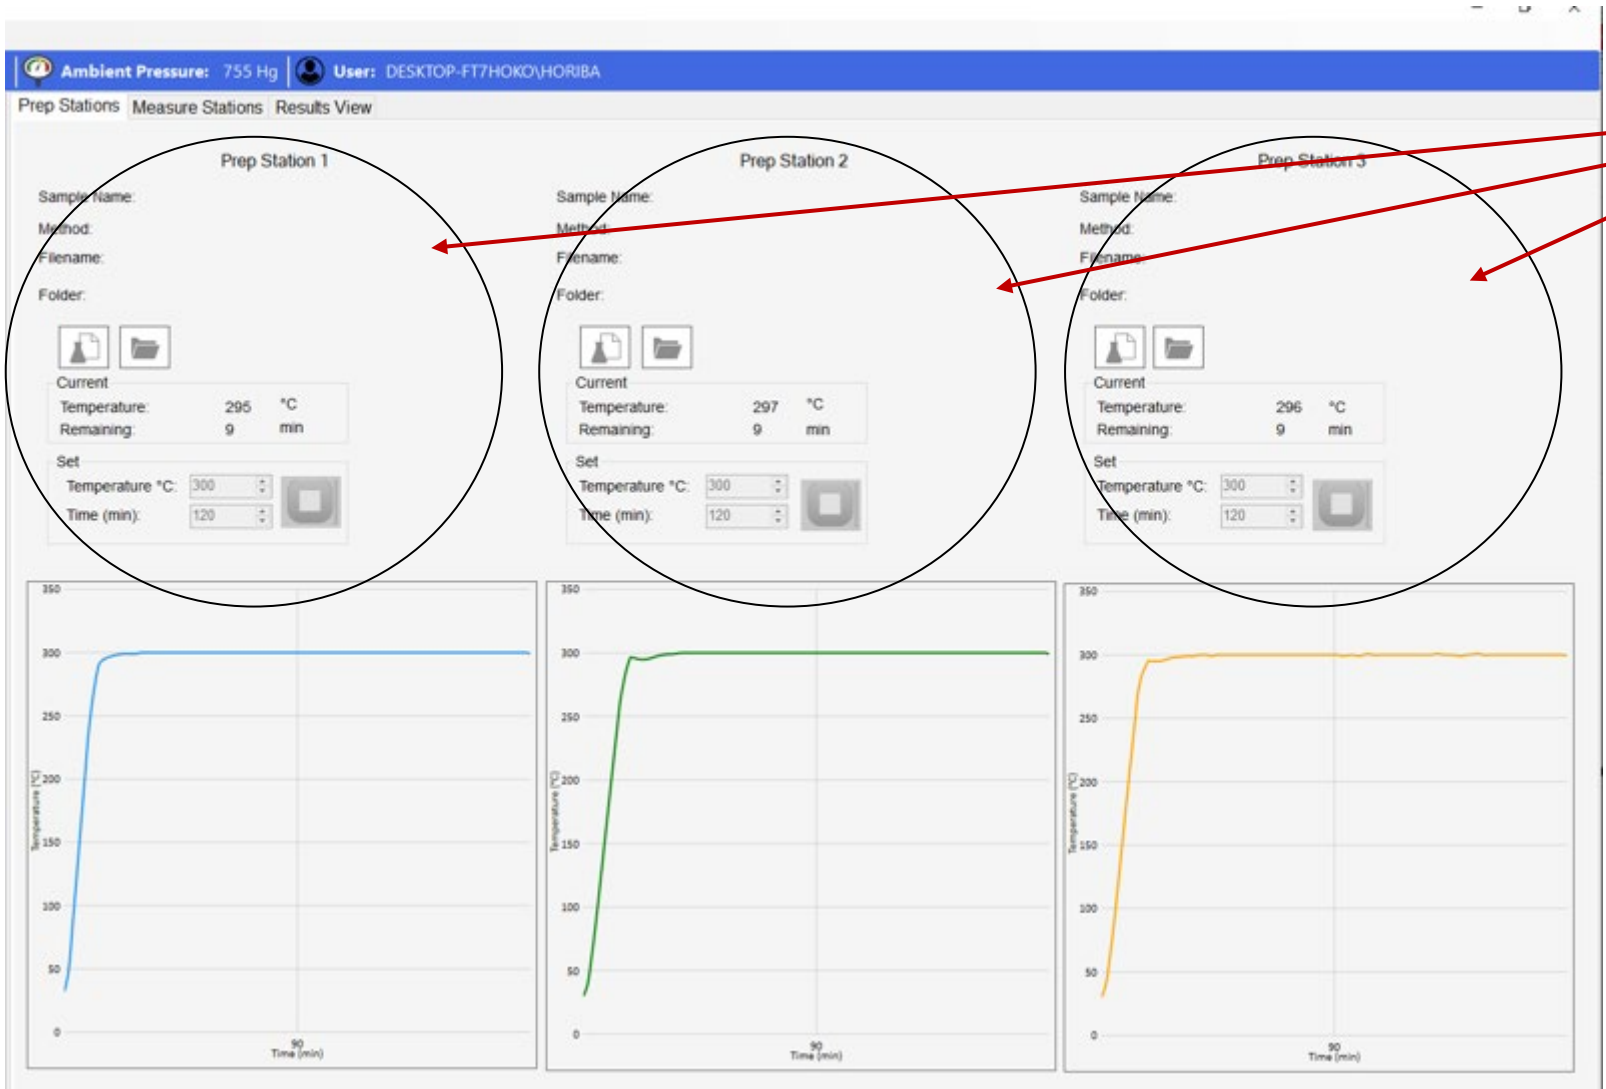 Ambient Pressure: 755 Hg User: DESKTOP-FT7HOKO\HORIBA
Prep Stations Measure Stations Results View
Prep Station 1
Sample Name:
Method:
Filename:
Folder:
Current
Temperature: 295 °C
Remaining: 9 min
Set
Temperature °C: 300
Time (min): 120
Prep Station 2
Sample Name:
Method:
Filename:
Folder:
Current
Temperature: 297 °C
Remaining: 9 min
Set
Temperature °C: 300
Time (min): 120
Prep Station 3
Sample Name:
Method:
Filename:
Folder:
Current
Temperature: 296 °C
Remaining: 9 min
Set
Temperature °C: 300
Time (min): 120
350
300
250
200
150
100
50
0
Temperature (°C)
90
Time (min)
350
300
250
200
150
100
50
0
Temperature (°C)
90
Time (min)
350
300
250
200
150
100
50
0
Temperature (°C)
90
Time (min)